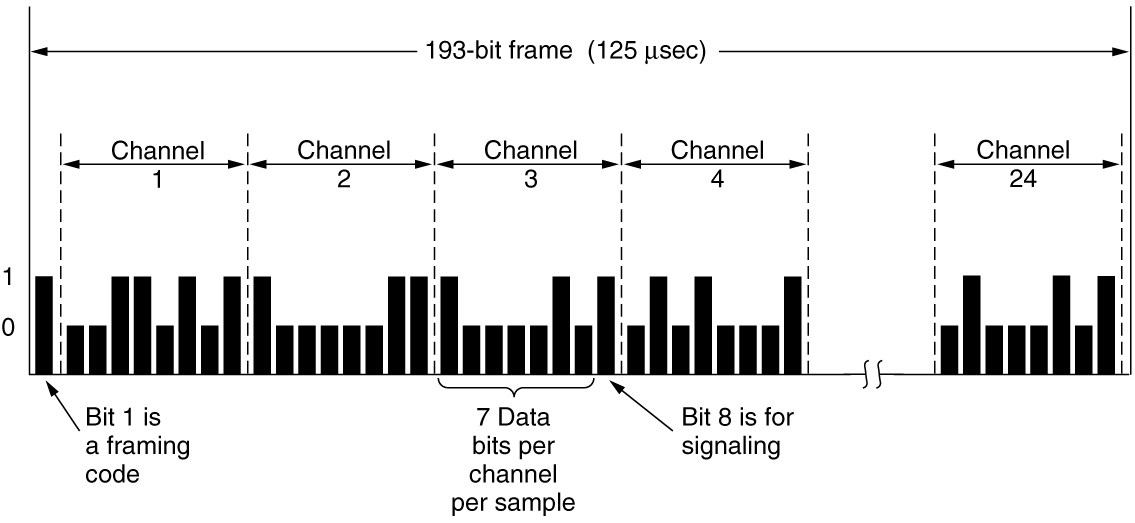 193-bit frame (125 μsec)
Channel
1
Channel
2
Channel
3
Channel
4
Channel
24
1
0
Bit 1 is
a framing
code
7 Data
bits per
channel
per sample
Bit 8 is for
signaling